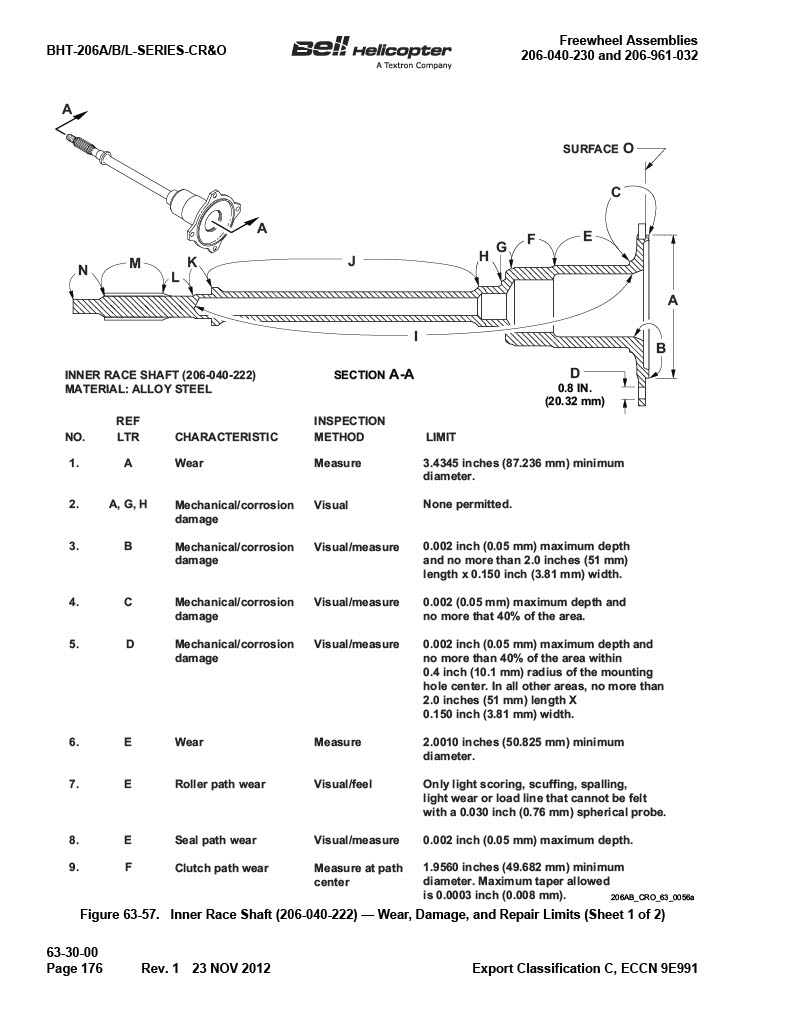 BHT-206A/B/L-SERIES-CR&O
Bell Helicopter
A Textron Company
Freewheel Assemblies
206-040-230 and 206-961-032
A
A
SURFACE O
C
E
F
G
H
J
K
L
M
N
A
I
B
D
0.8 IN.
(20.32 mm)
INNER RACE SHAFT (206-040-222)
MATERIAL: ALLOY STEEL
SECTION A-A
NO. REF LTR CHARACTERISTIC INSPECTION METHOD LIMIT
1. A Wear Measure 3.4345 inches (87.236 mm) minimum
diameter.
2. A, G, H Mechanical/corrosion Visual None permitted.
damage
3. B Mechanical/corrosion Visual/measure 0.002 inch (0.05 mm) maximum depth
damage and no more than 2.0 inches (51 mm)
length x 0.150 inch (3.81 mm) width.
4. C Mechanical/corrosion Visual/measure 0.002 (0.05 mm) maximum depth and
damage no more that 40% of the area.
5. D Mechanical/corrosion Visual/measure 0.002 inch (0.05 mm) maximum depth and
damage no more than 40% of the area within
0.4 inch (10.1 mm) radius of the mounting
hole center. In all other areas, no more than
2.0 inches (51 mm) length X
0.150 inch (3.81 mm) width.
6. E Wear Measure 2.0010 inches (50.825 mm) minimum
diameter.
7. E Roller path wear Visual/feel Only light scoring, scuffing, spalling,
light wear or load line that cannot be felt
with a 0.030 inch (0.76 mm) spherical probe.
8. E Seal path wear Visual/measure 0.002 inch (0.05 mm) maximum depth.
9. F Clutch path wear Measure at path 1.9560 inches (49.682 mm) minimum
center diameter. Maximum taper allowed
is 0.0003 inch (0.008 mm).
206AB_CRO_63_0056a
Figure 63-57. Inner Race Shaft (206-040-222) — Wear, Damage, and Repair Limits (Sheet 1 of 2)
63-30-00
Page 176 Rev. 1 23 NOV 2012
Export Classification C, ECCN 9E991